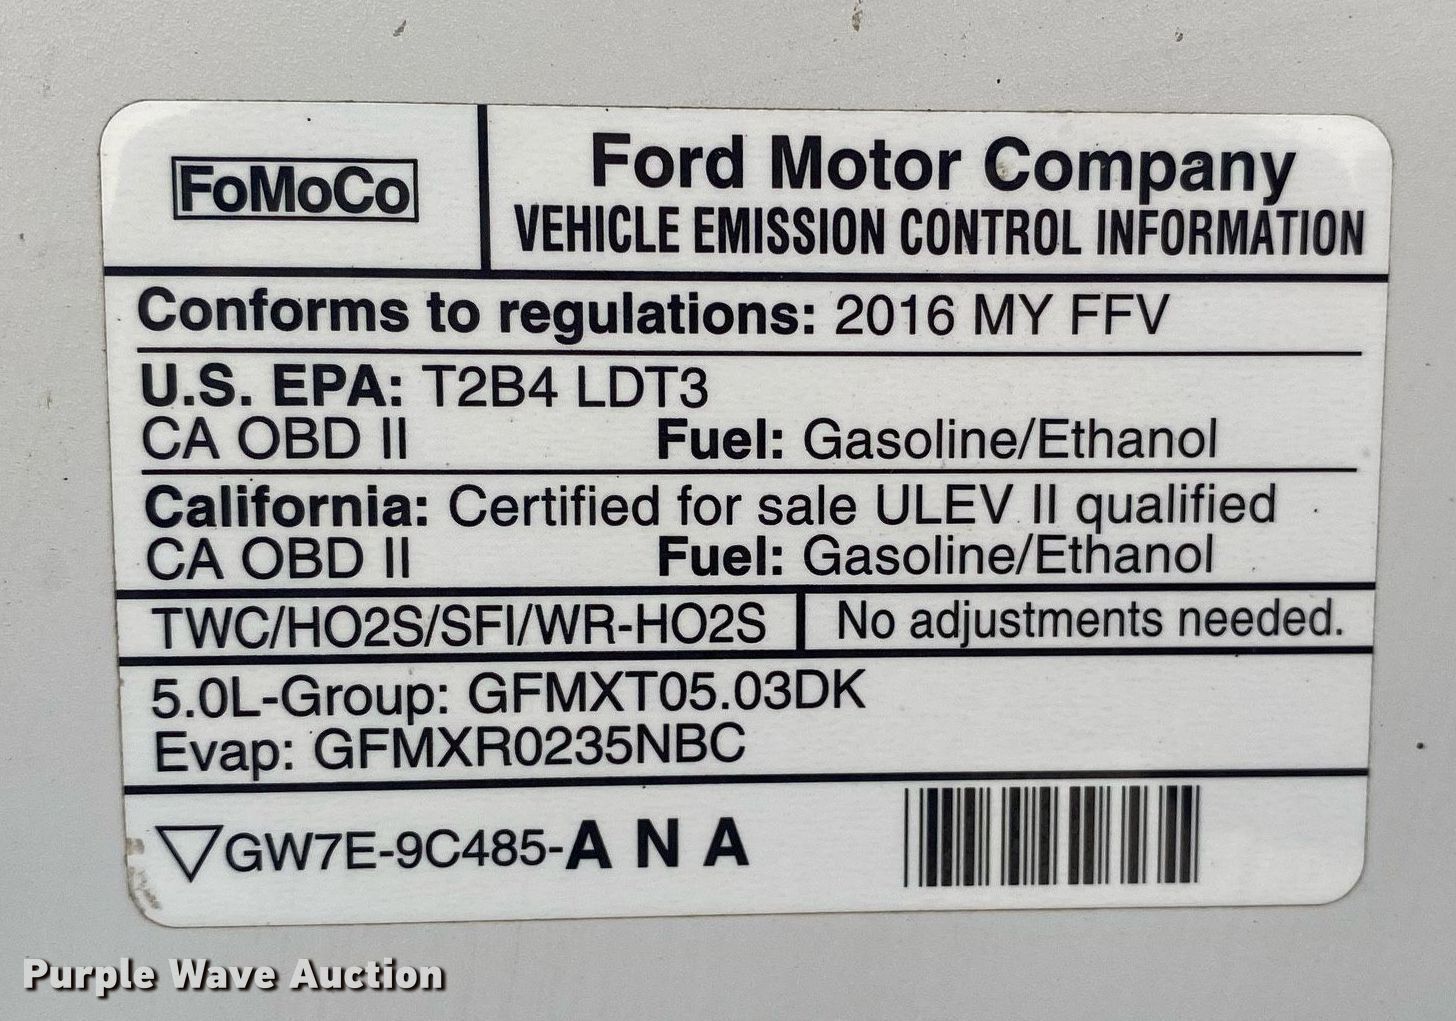 FoMoCo
Ford Motor Company
VEHICLE EMISSION CONTROL INFORMATION
Conforms to regulations: 2016 MY FFV
U.S. EPA: T2B4 LDT3
CA OBD II Fuel: Gasoline/Ethanol
California: Certified for sale ULEV II qualified
CA OBD II Fuel: Gasoline/Ethanol
TWC/HO2S/SFI/WR-HO2S No adjustments needed.
5.0L-Group: GFMXT05.03DK
Evap: GFMXR0235NBC
GW7E-9C485-A N A
Purple Wave Auction